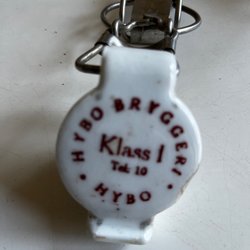 • HYBO BRYGGERI •
Klass I
Tel. 10
HYBO